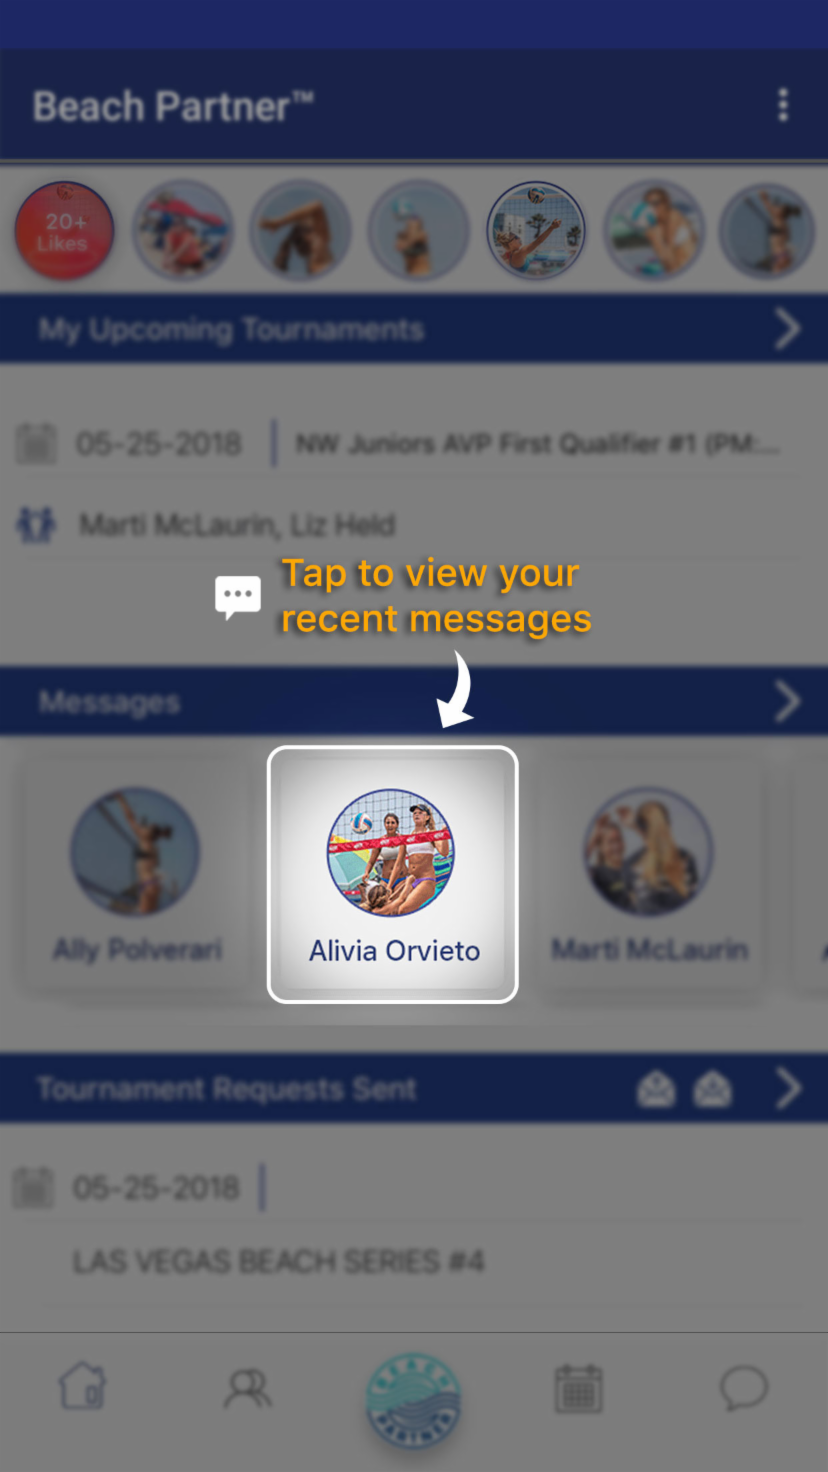 Beach Partner™
20+
Likes
My Upcoming Tournaments
05-25-2018
NW Juniors AVP First Qualifier #1 (PM:...
Marti McLaurin, Liz Held
Tap to view your
recent messages
Messages
Ally Polverari
Alivia Orvieto
Marti McLaurin
Tournament Requests Sent
05-25-2018
LAS VEGAS BEACH SERIES #4
BEACH
PARTNER